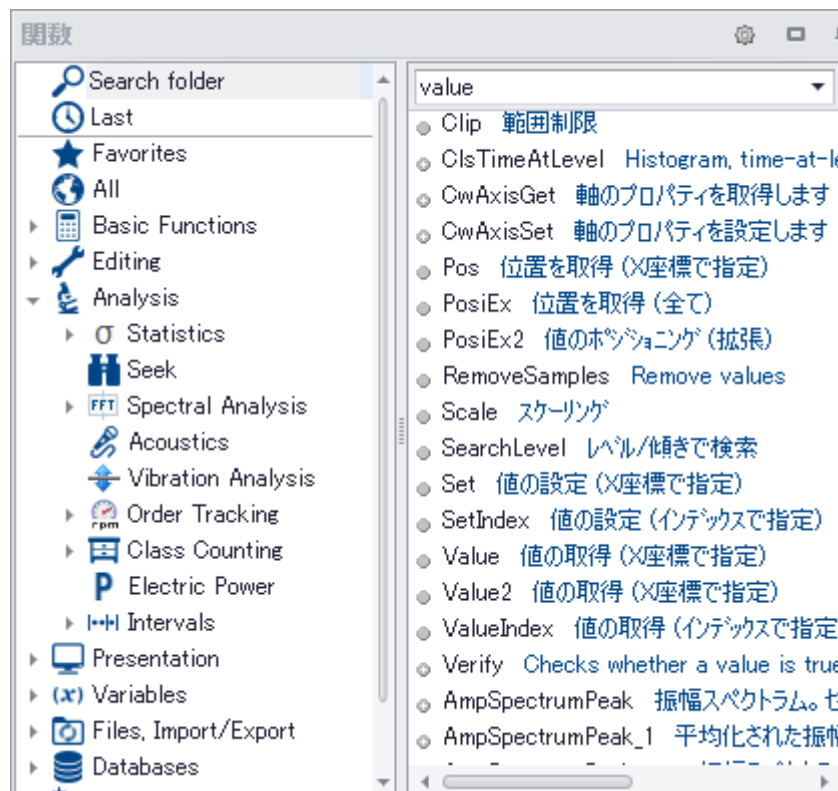 関数
Search folder
Last
Favorites
All
Basic Functions
Editing
Analysis
σ Statistics
Seek
FFT Spectral Analysis
Acoustics
Vibration Analysis
rpm Order Tracking
Class Counting
P Electric Power
Intervals
Presentation
(x) Variables
Files, Import/Export
Databases
value
Clip 範囲制限
ClsTimeAtLevel Histogram, time-at-le
CwAxisGet 軸のプロパティを取得します
CwAxisSet 軸のプロパティを設定します
Pos 位置を取得 (X座標で指定)
PosiEx 位置を取得 (全て)
PosiEx2 値のポジショニング (拡張)
RemoveSamples Remove values
Scale スケーリング
SearchLevel レベル/傾きで検索
Set 値の設定 (X座標で指定)
SetIndex 値の設定 (インデックスで指定)
Value 値の取得 (X座標で指定)
Value2 値の取得 (X座標で指定)
ValueIndex 値の取得 (インデックスで指定
Verify Checks whether a value is true
AmpSpectrumPeak 振幅スペクトラム。
AmpSpectrumPeak_1 平均化された振幅